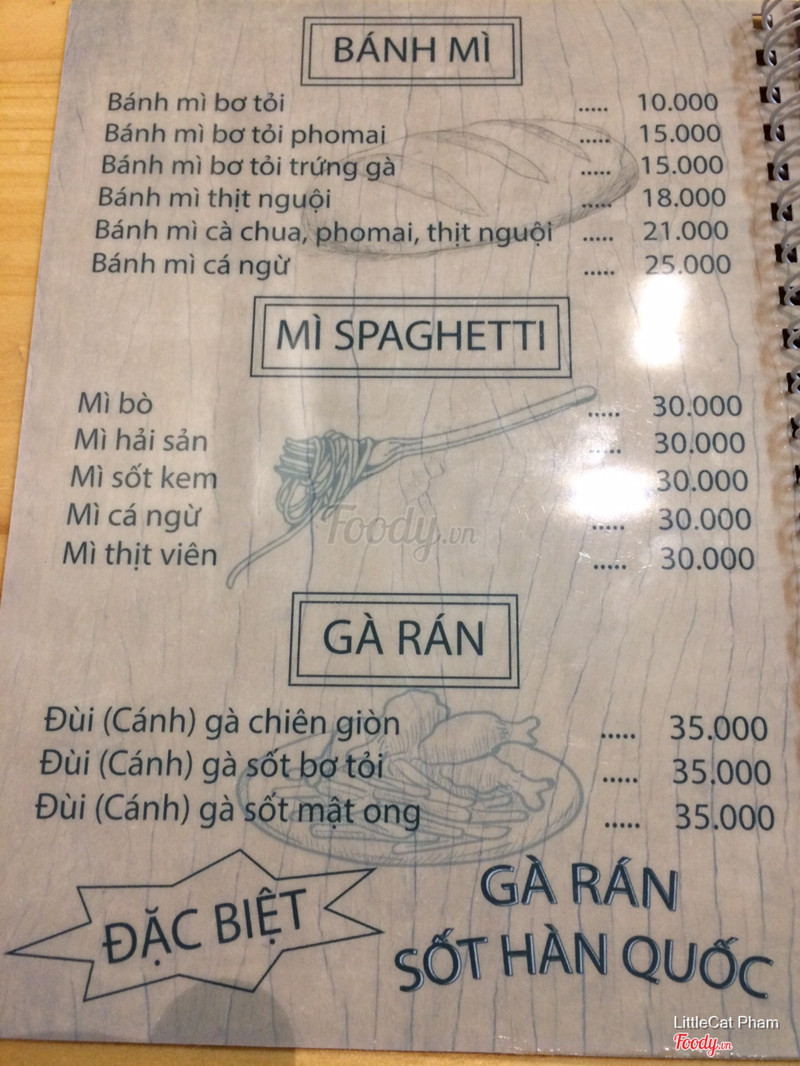 BÁNH MÌ
Bánh mì bơ tỏi ..... 10.000
Bánh mì bơ tỏi phomai ..... 15.000
Bánh mì bơ tỏi trứng gà ..... 15.000
Bánh mì thịt nguội ..... 18.000
Bánh mì cà chua, phomai, thịt nguội ..... 21.000
Bánh mì cá ngừ ..... 25.000
MÌ SPAGHETTI
Mì bò ..... 30.000
Mì hải sản ..... 30.000
Mì sốt kem 30.000
Foody.vn
Mì cá ngừ ..... 30.000
Mì thịt viên ..... 30.000
GÀ RÁN
Đùi (Cánh) gà chiên giòn ..... 35.000
Đùi (Cánh) gà sốt bơ tỏi ..... 35.000
Đùi (Cánh) gà sốt mật ong ..... 35.000
ĐẶC BIỆT
GÀ RÁN
SỐT HÀN QUỐC
LittleCat Pham
Foody.vn